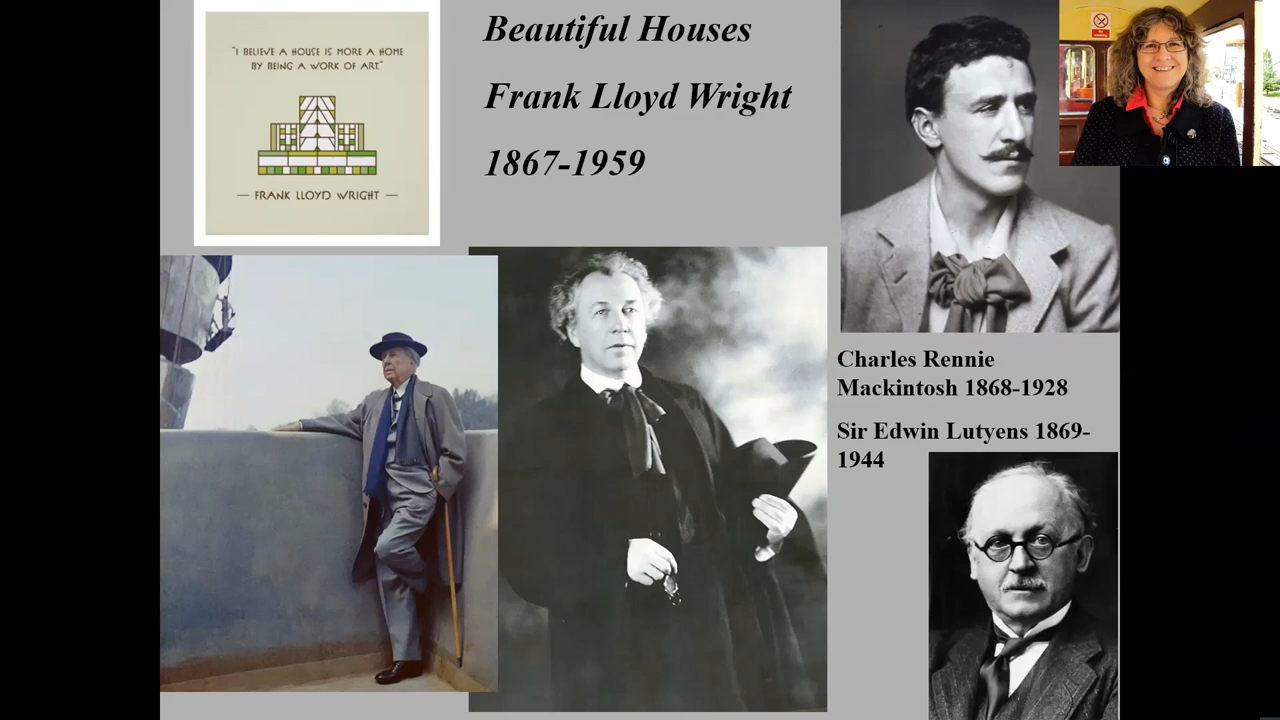 "I BELIEVE A HOUSE IS MORE A HOME
BY BEING A WORK OF ART."
— FRANK LLOYD WRIGHT —
Beautiful Houses
Frank Lloyd Wright
1867-1959
Charles Rennie
Mackintosh 1868-1928
Sir Edwin Lutyens 1869-
1944